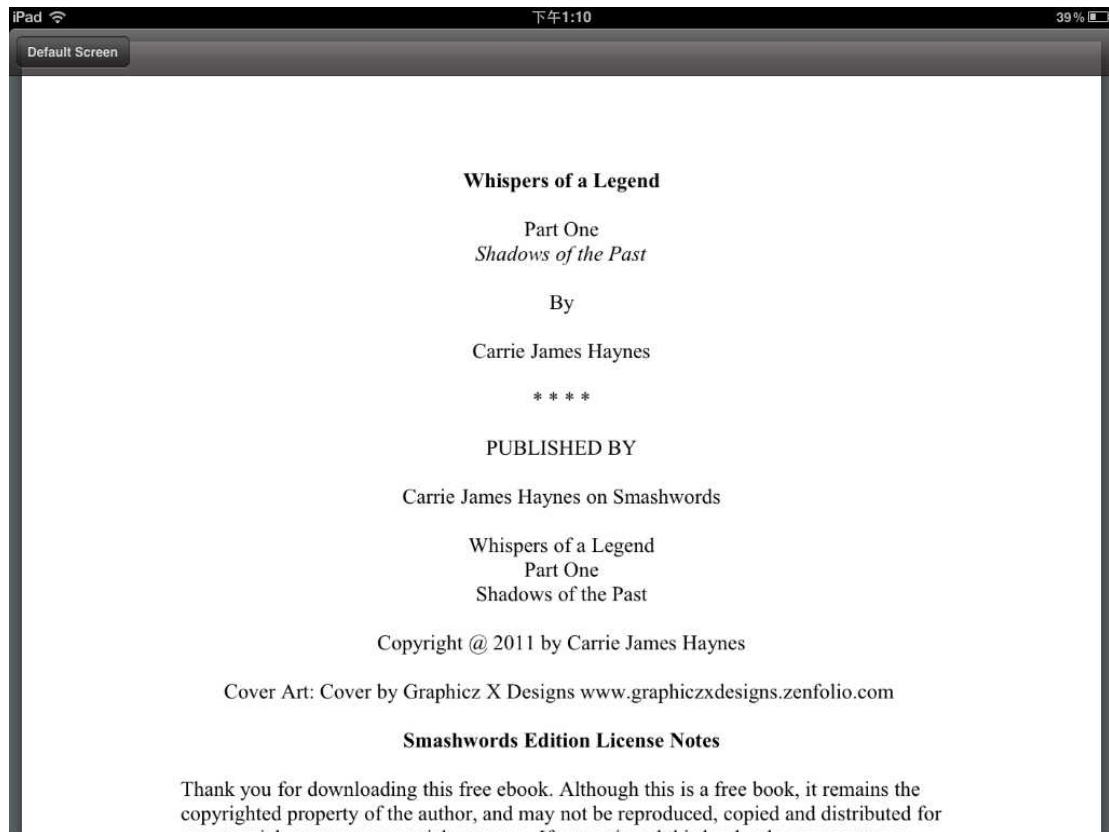 iPad
下午1:10
39%
Default Screen
Whispers of a Legend
Part One
Shadows of the Past
By
Carrie James Haynes
* * * *
PUBLISHED BY
Carrie James Haynes on Smashwords
Whispers of a Legend
Part One
Shadows of the Past
Copyright @ 2011 by Carrie James Haynes
Cover Art: Cover by Graphicz X Designs www.graphiczxdesigns.zenfolio.com
Smashwords Edition License Notes
Thank you for downloading this free ebook. Although this is a free book, it remains the
copyrighted property of the author, and may not be reproduced, copied and distributed for